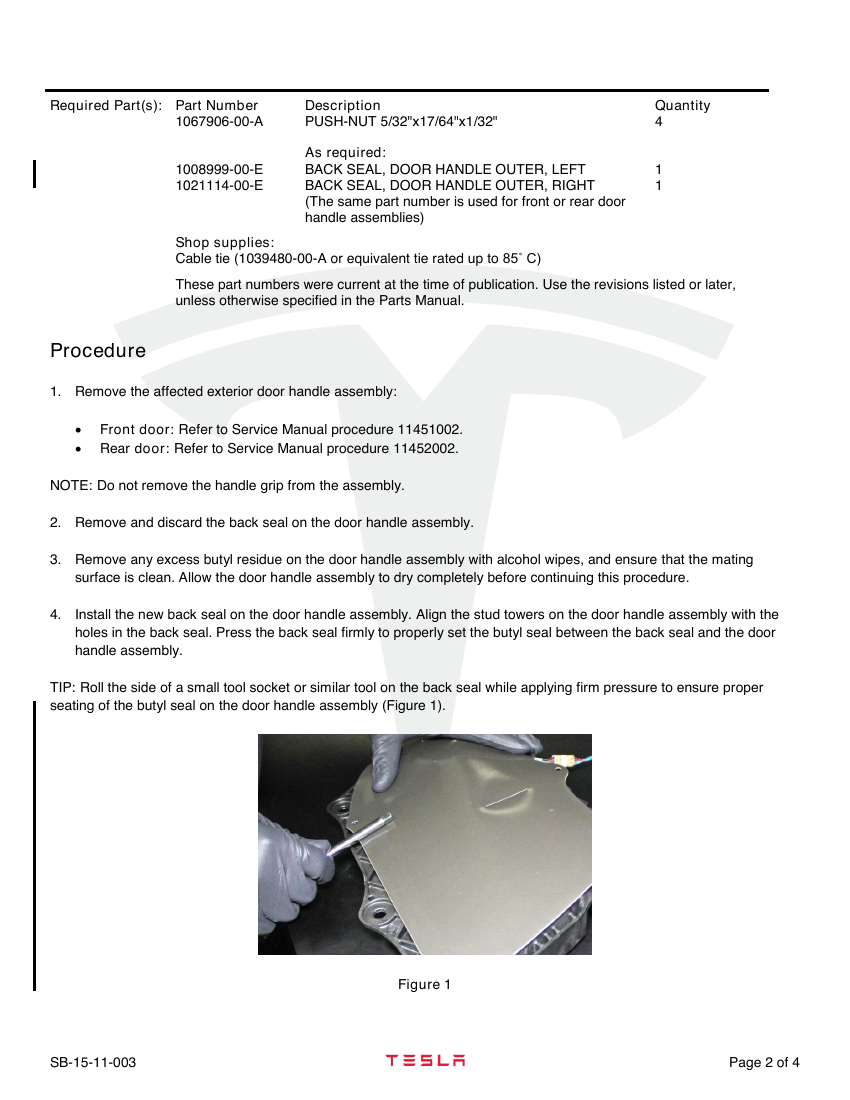 Required Part(s): Part Number Description Quantity
1067906-00-A PUSH-NUT 5/32"x17/64"x1/32" 4
As required:
1008999-00-E BACK SEAL, DOOR HANDLE OUTER, LEFT 1
1021114-00-E BACK SEAL, DOOR HANDLE OUTER, RIGHT 1
(The same part number is used for front or rear door
handle assemblies)
Shop supplies:
Cable tie (1039480-00-A or equivalent tie rated up to 85° C)
These part numbers were current at the time of publication. Use the revisions listed or later,
unless otherwise specified in the Parts Manual.
Procedure
1. Remove the affected exterior door handle assembly:
• Front door: Refer to Service Manual procedure 11451002.
• Rear door: Refer to Service Manual procedure 11452002.
NOTE: Do not remove the handle grip from the assembly.
2. Remove and discard the back seal on the door handle assembly.
3. Remove any excess butyl residue on the door handle assembly with alcohol wipes, and ensure that the mating
surface is clean. Allow the door handle assembly to dry completely before continuing this procedure.
4. Install the new back seal on the door handle assembly. Align the stud towers on the door handle assembly with the
holes in the back seal. Press the back seal firmly to properly set the butyl seal between the back seal and the door
handle assembly.
TIP: Roll the side of a small tool socket or similar tool on the back seal while applying firm pressure to ensure proper
seating of the butyl seal on the door handle assembly (Figure 1).
Figure 1
SB-15-11-003 TESLA Page 2 of 4